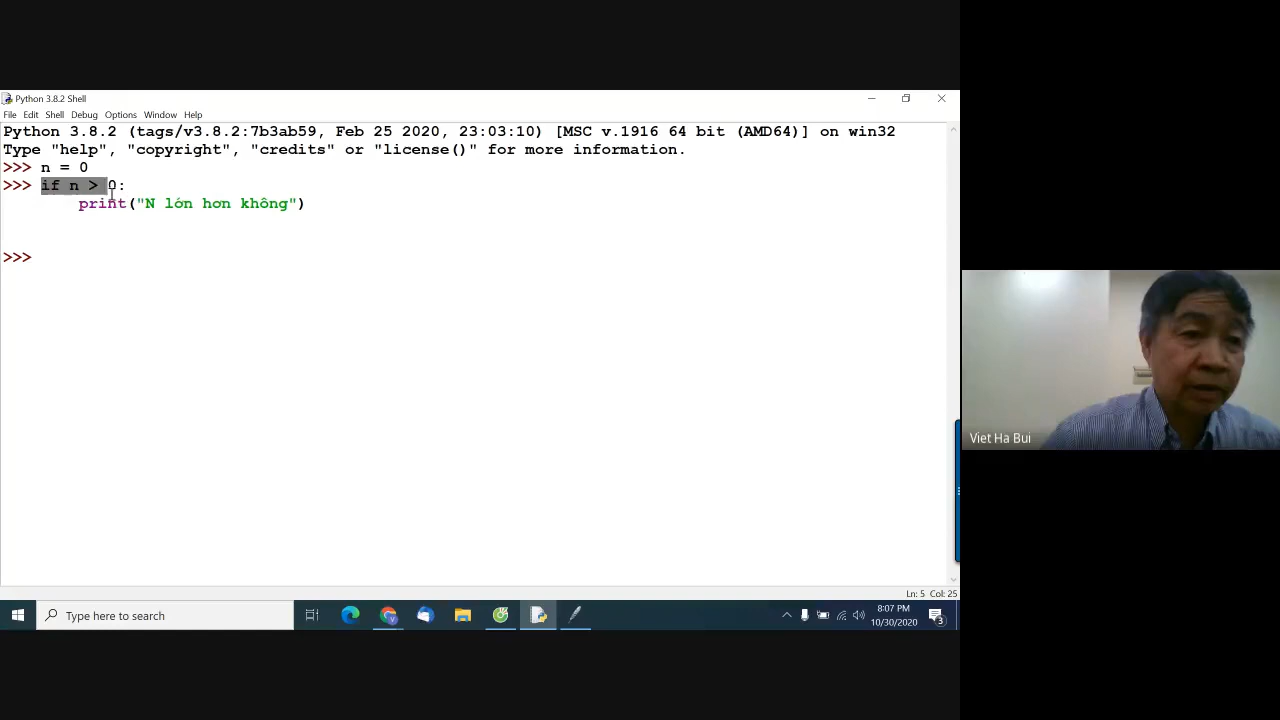 Python 3.8.2 Shell
File Edit Shell Debug Options Window Help
Python 3.8.2 (tags/v3.8.2:7b3ab59, Feb 25 2020, 23:03:10) [MSC v.1916 64 bit (AMD64)] on win32
Type "help", "copyright", "credits" or "license()" for more information.
>>> n = 0
>>> if n > 0:
print("N lớn hơn không")
>>>
Viet Ha Bui
Ln: 5 Col: 25
Type here to search
8:07 PM
10/30/2020
3